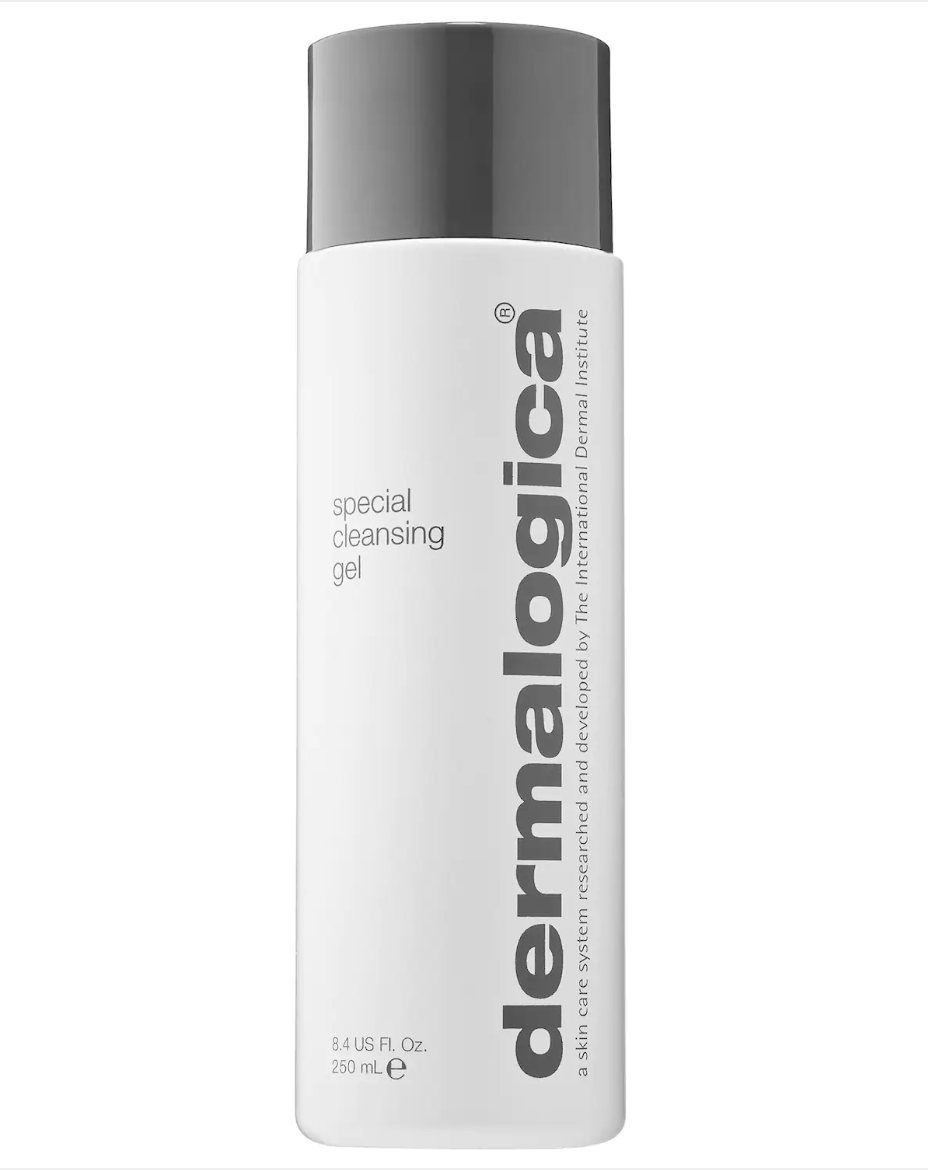 special
cleansing
gel
dermalogica®
a skin care system researched and developed by The International Dermal Institute
8.4 US Fl. Oz.
250 mL ℮